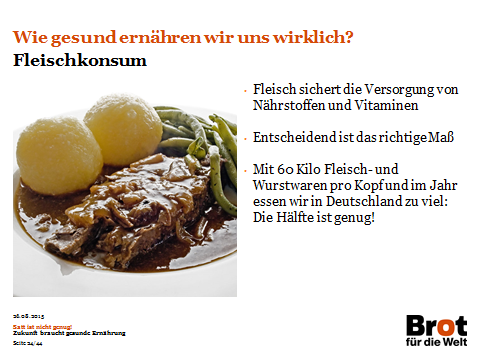 Wie gesund ernähren wir uns wirklich?
Fleischkonsum
• Fleisch sichert die Versorgung von
Nährstoffen und Vitaminen
• Entscheidend ist das richtige Maß
• Mit 60 Kilo Fleisch- und
Wurstwaren pro Kopf und im Jahr
essen wir in Deutschland zu viel:
Die Hälfte ist genug!
26.08.2015
Satt ist nicht genug!
Zukunft braucht gesunde Ernährung
Seite 24/44
Brot
für die Welt